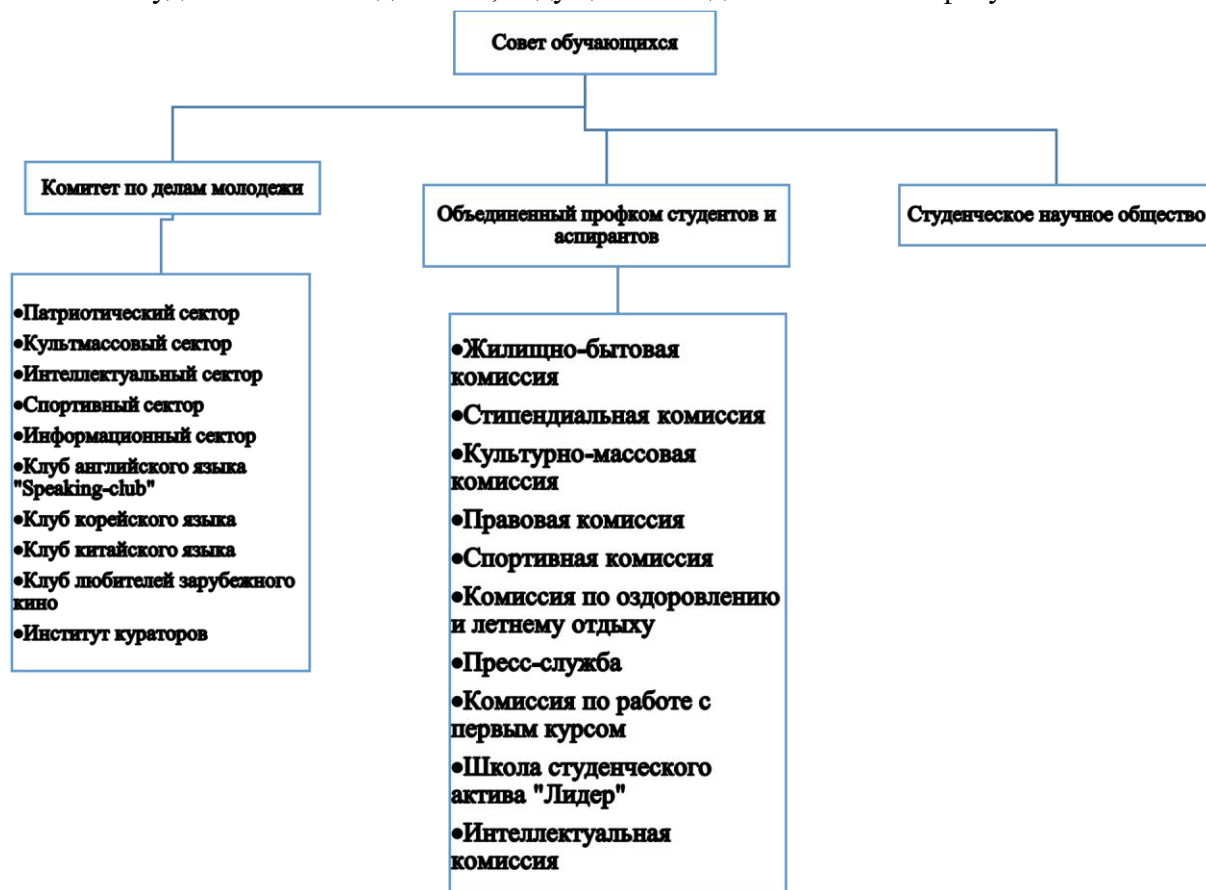 Совет обучающихся
Комитет по делам молодежи
•Патриотический сектор
•Культмассовый сектор
•Интеллектуальный сектор
•Спортивный сектор
•Информационный сектор
•Клуб английского языка
"Speaking-club"
•Клуб корейского языка
•Клуб китайского языка
•Клуб любителей зарубежного
кино
•Институт кураторов
Объединенный профком студентов и
аспирантов
•Жилищно-бытовая
комиссия
•Стипендиальная комиссия
•Культурно-массовая
комиссия
•Правовая комиссия
•Спортивная комиссия
•Комиссия по оздоровлению
и летнему отдыху
•Пресс-служба
•Комиссия по работе с
первым курсом
•Школа студенческого
актива "Лидер"
•Интеллектуальная
комиссия
Студенческое научное общество